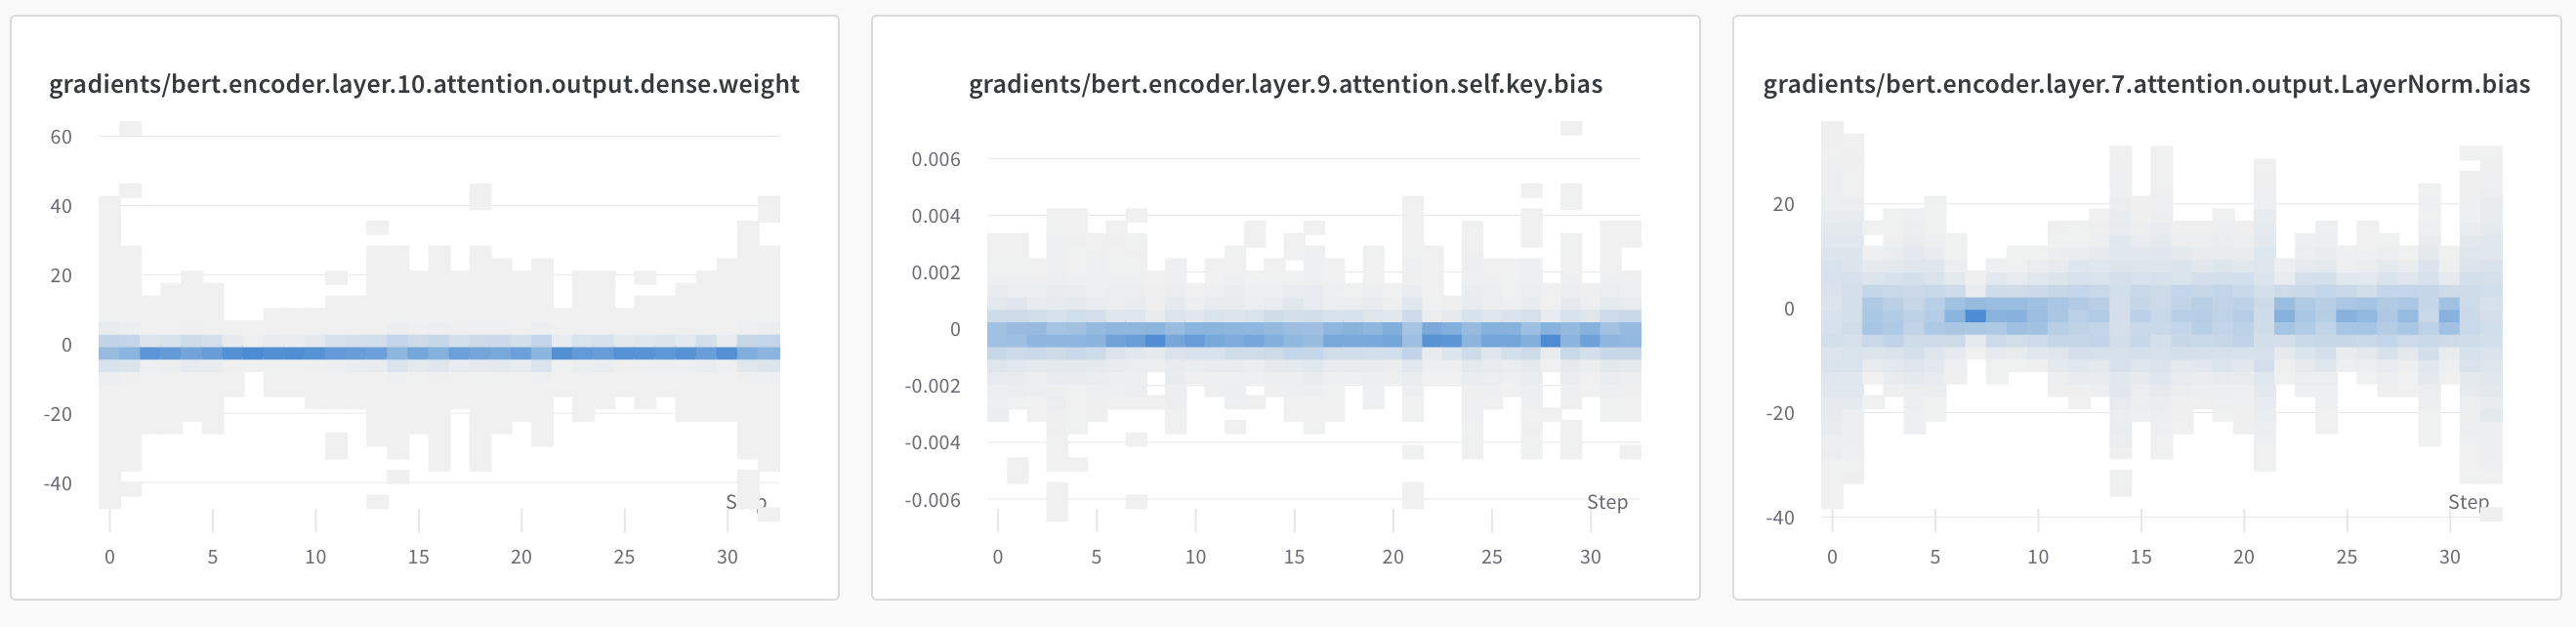 gradients/bert.encoder.layer.10.attention.output.dense.weight
60
40
20
0
-20
-40
Step
0 5 10 15 20 25 30
gradients/bert.encoder.layer.9.attention.self.key.bias
0.006
0.004
0.002
0
-0.002
-0.004
-0.006
Step
0 5 10 15 20 25 30
gradients/bert.encoder.layer.7.attention.output.LayerNorm.bias
20
0
-20
-40
Step
0 5 10 15 20 25 30